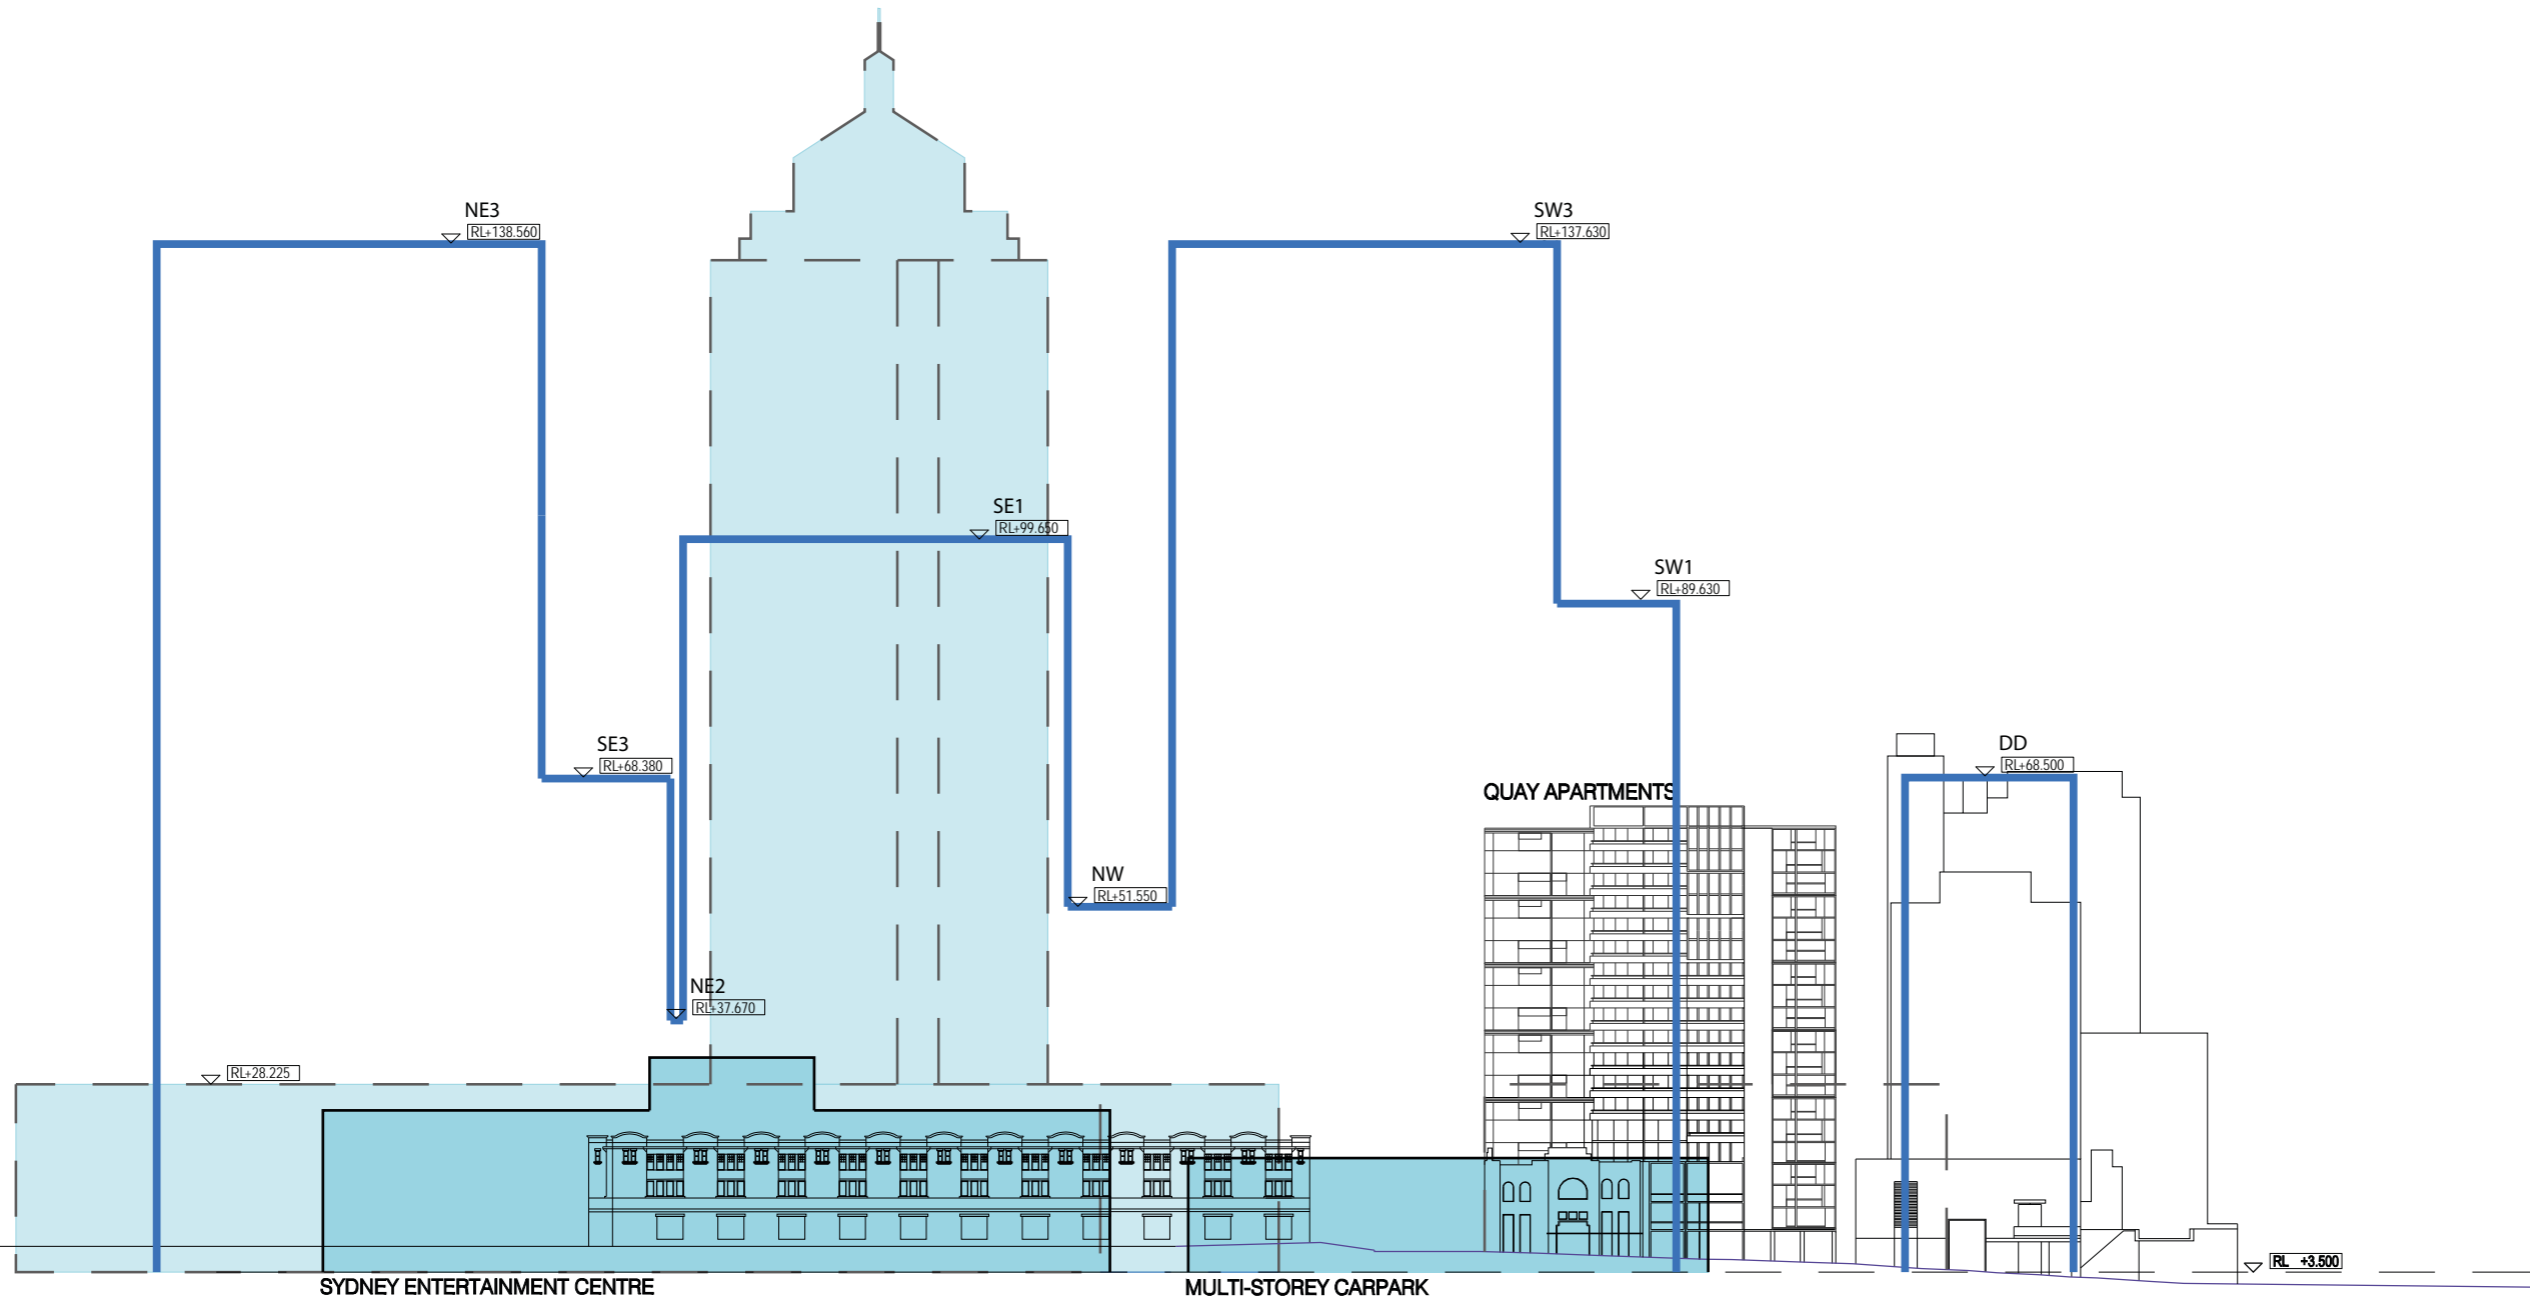 NE3
RL+138.560
SW3
RL+137.630
SE1
RL+99.650
SW1
RL+89.630
SE3
RL+68.380
DD
RL+68.500
QUAY APARTMENTS
NW
RL+51.550
NE2
RL+37.670
RL+28.225
RL +3.500
SYDNEY ENTERTAINMENT CENTRE
MULTI-STOREY CARPARK